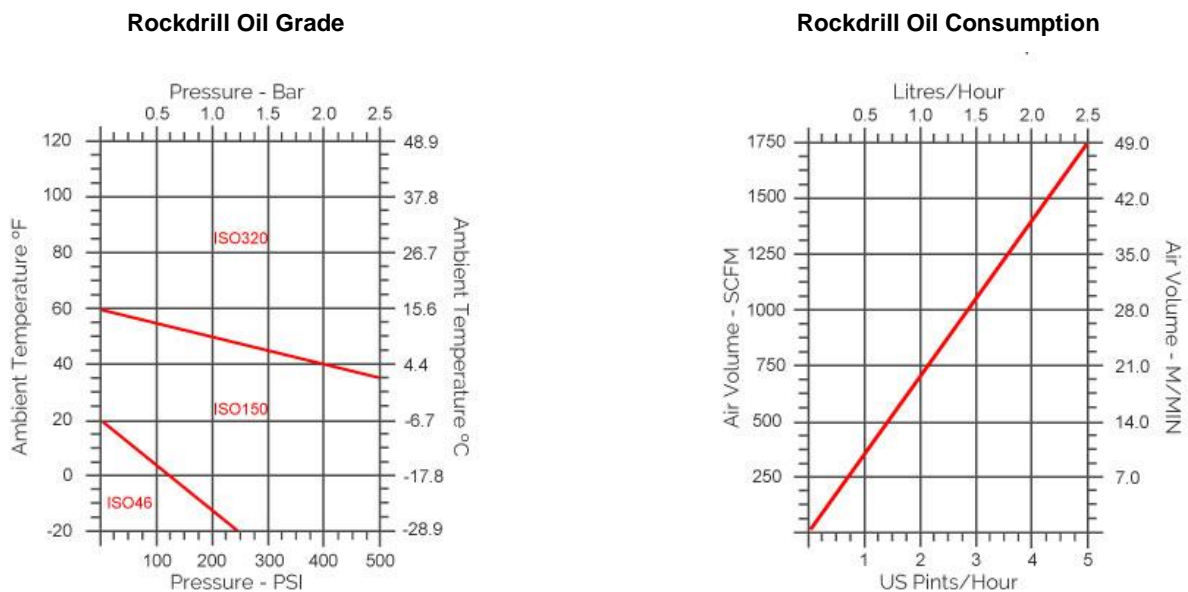 Rockdrill Oil Grade
Pressure - Bar
0.5 1.0 1.5 2.0 2.5
120
100
80
60
40
20
0
-20
Ambient Temperature ºF
ISO320
ISO150
ISO46
48.9
37.8
26.7
15.6
4.4
-6.7
-17.8
-28.9
Ambient Temperature ºC
100 200 300 400 500
Pressure - PSI
Rockdrill Oil Consumption
Litres/Hour
0.5 1.0 1.5 2.0 2.5
1750
1500
1250
1000
750
500
250
Air Volume - SCFM
49.0
42.0
35.0
28.0
21.0
14.0
7.0
Air Volume - M/MIN
1 2 3 4 5
US Pints/Hour